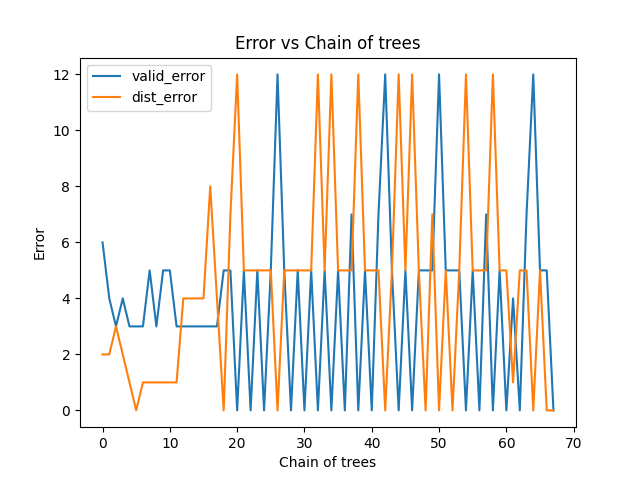 Error vs Chain of trees
valid_error
dist_error
12
10
8
6
4
2
0
Error
0 10 20 30 40 50 60 70
Chain of trees